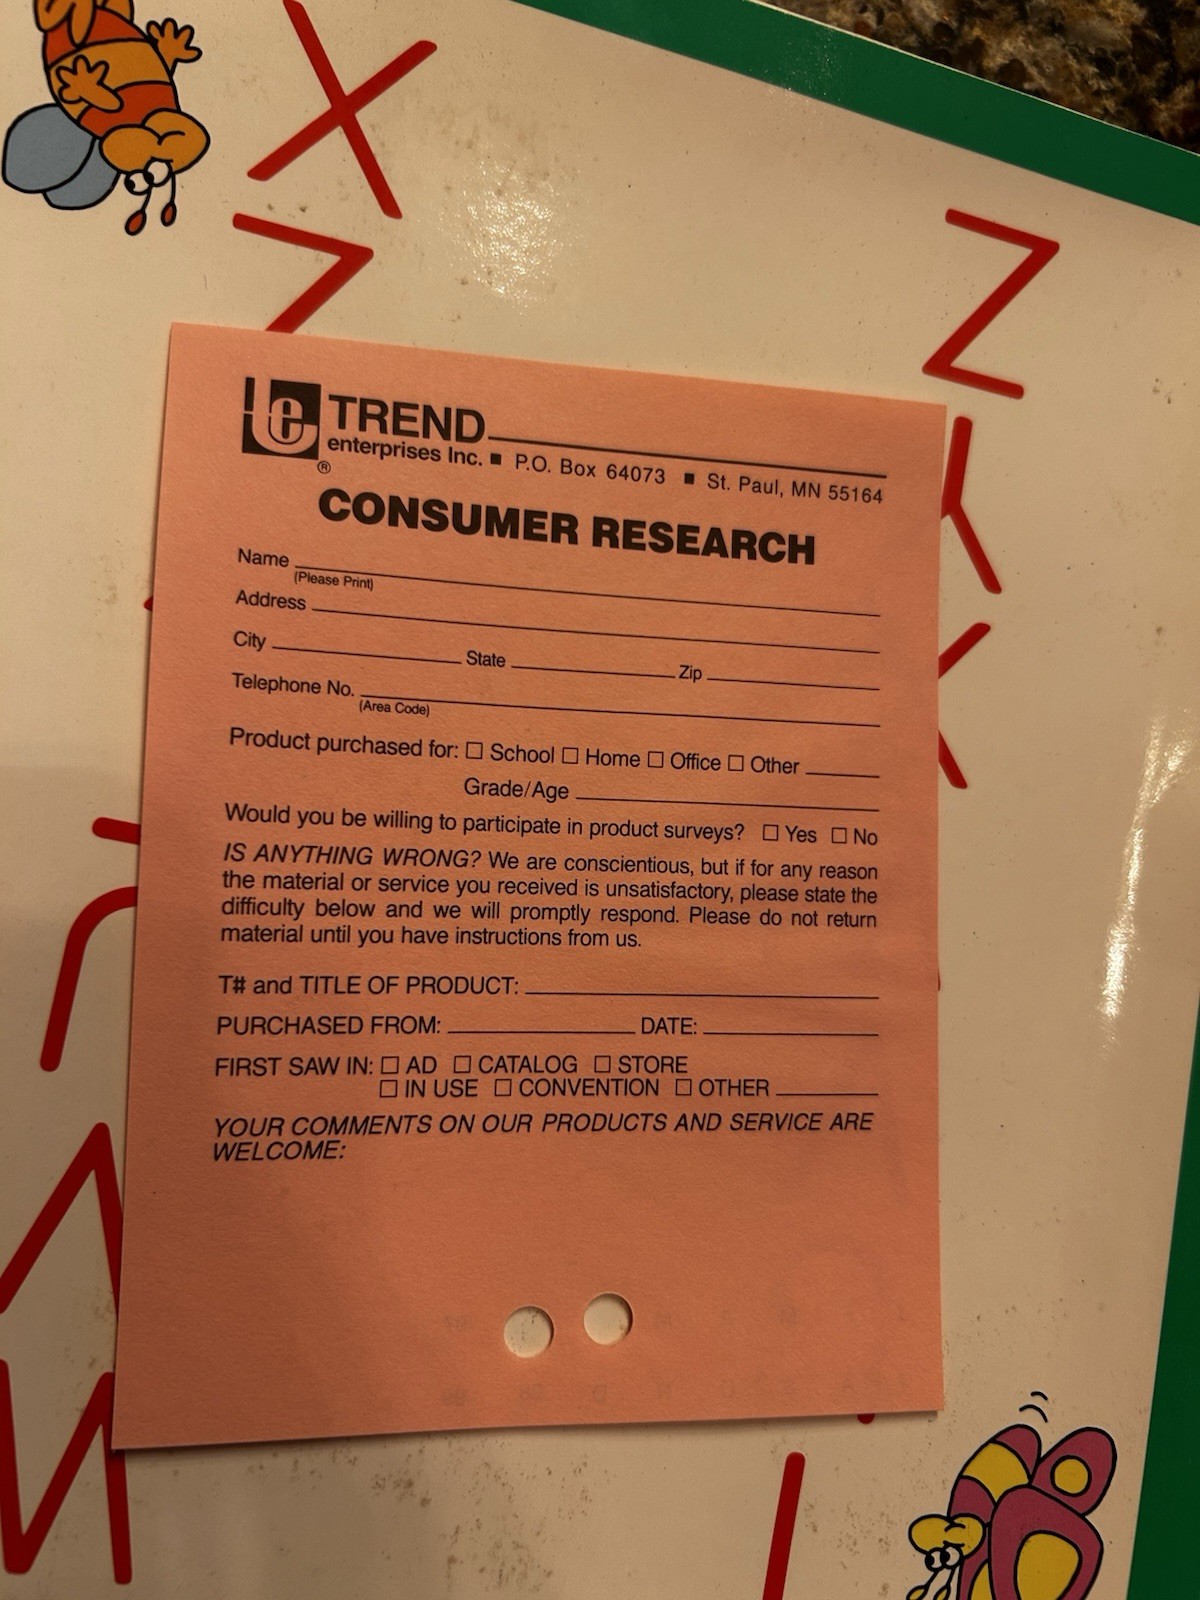 X
Z
Z
Y
X
te TREND
enterprises Inc. ■ P.O. Box 64073 ■ St. Paul, MN 55164
®
CONSUMER RESEARCH
Name
(Please Print)
Address
City State Zip
Telephone No.
(Area Code)
Product purchased for: ☐ School ☐ Home ☐ Office ☐ Other
Grade/Age
Would you be willing to participate in product surveys? ☐ Yes ☐ No
IS ANYTHING WRONG? We are conscientious, but if for any reason
the material or service you received is unsatisfactory, please state the
difficulty below and we will promptly respond. Please do not return
material until you have instructions from us.
T# and TITLE OF PRODUCT:
PURCHASED FROM: DATE:
FIRST SAW IN: ☐ AD ☐ CATALOG ☐ STORE
☐ IN USE ☐ CONVENTION ☐ OTHER
YOUR COMMENTS ON OUR PRODUCTS AND SERVICE ARE
WELCOME: